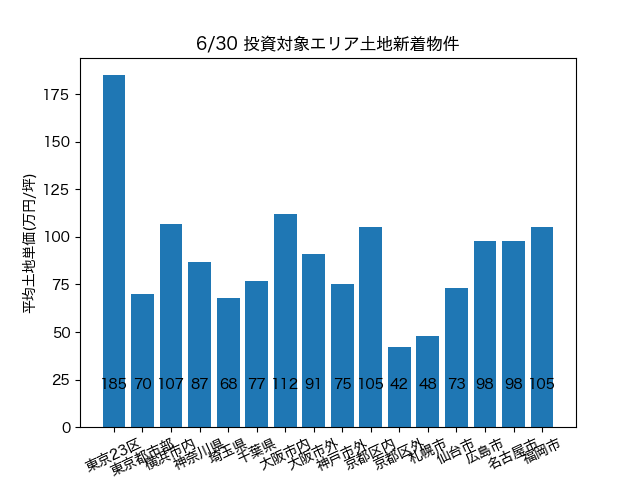 6/30 投資対象エリア土地新着物件
平均土地単価(万円/坪)
175
150
125
100
75
50
25
0
185 70 107 87 68 77 112 91 75 105 42 48 73 98 98 105
東京23区
東京都市部
横浜市内
神奈川県
埼玉県
千葉県
大阪市内
大阪市外
神戸市外
京都区内
京都区外
札幌市
仙台市
広島市
名古屋市
福岡市